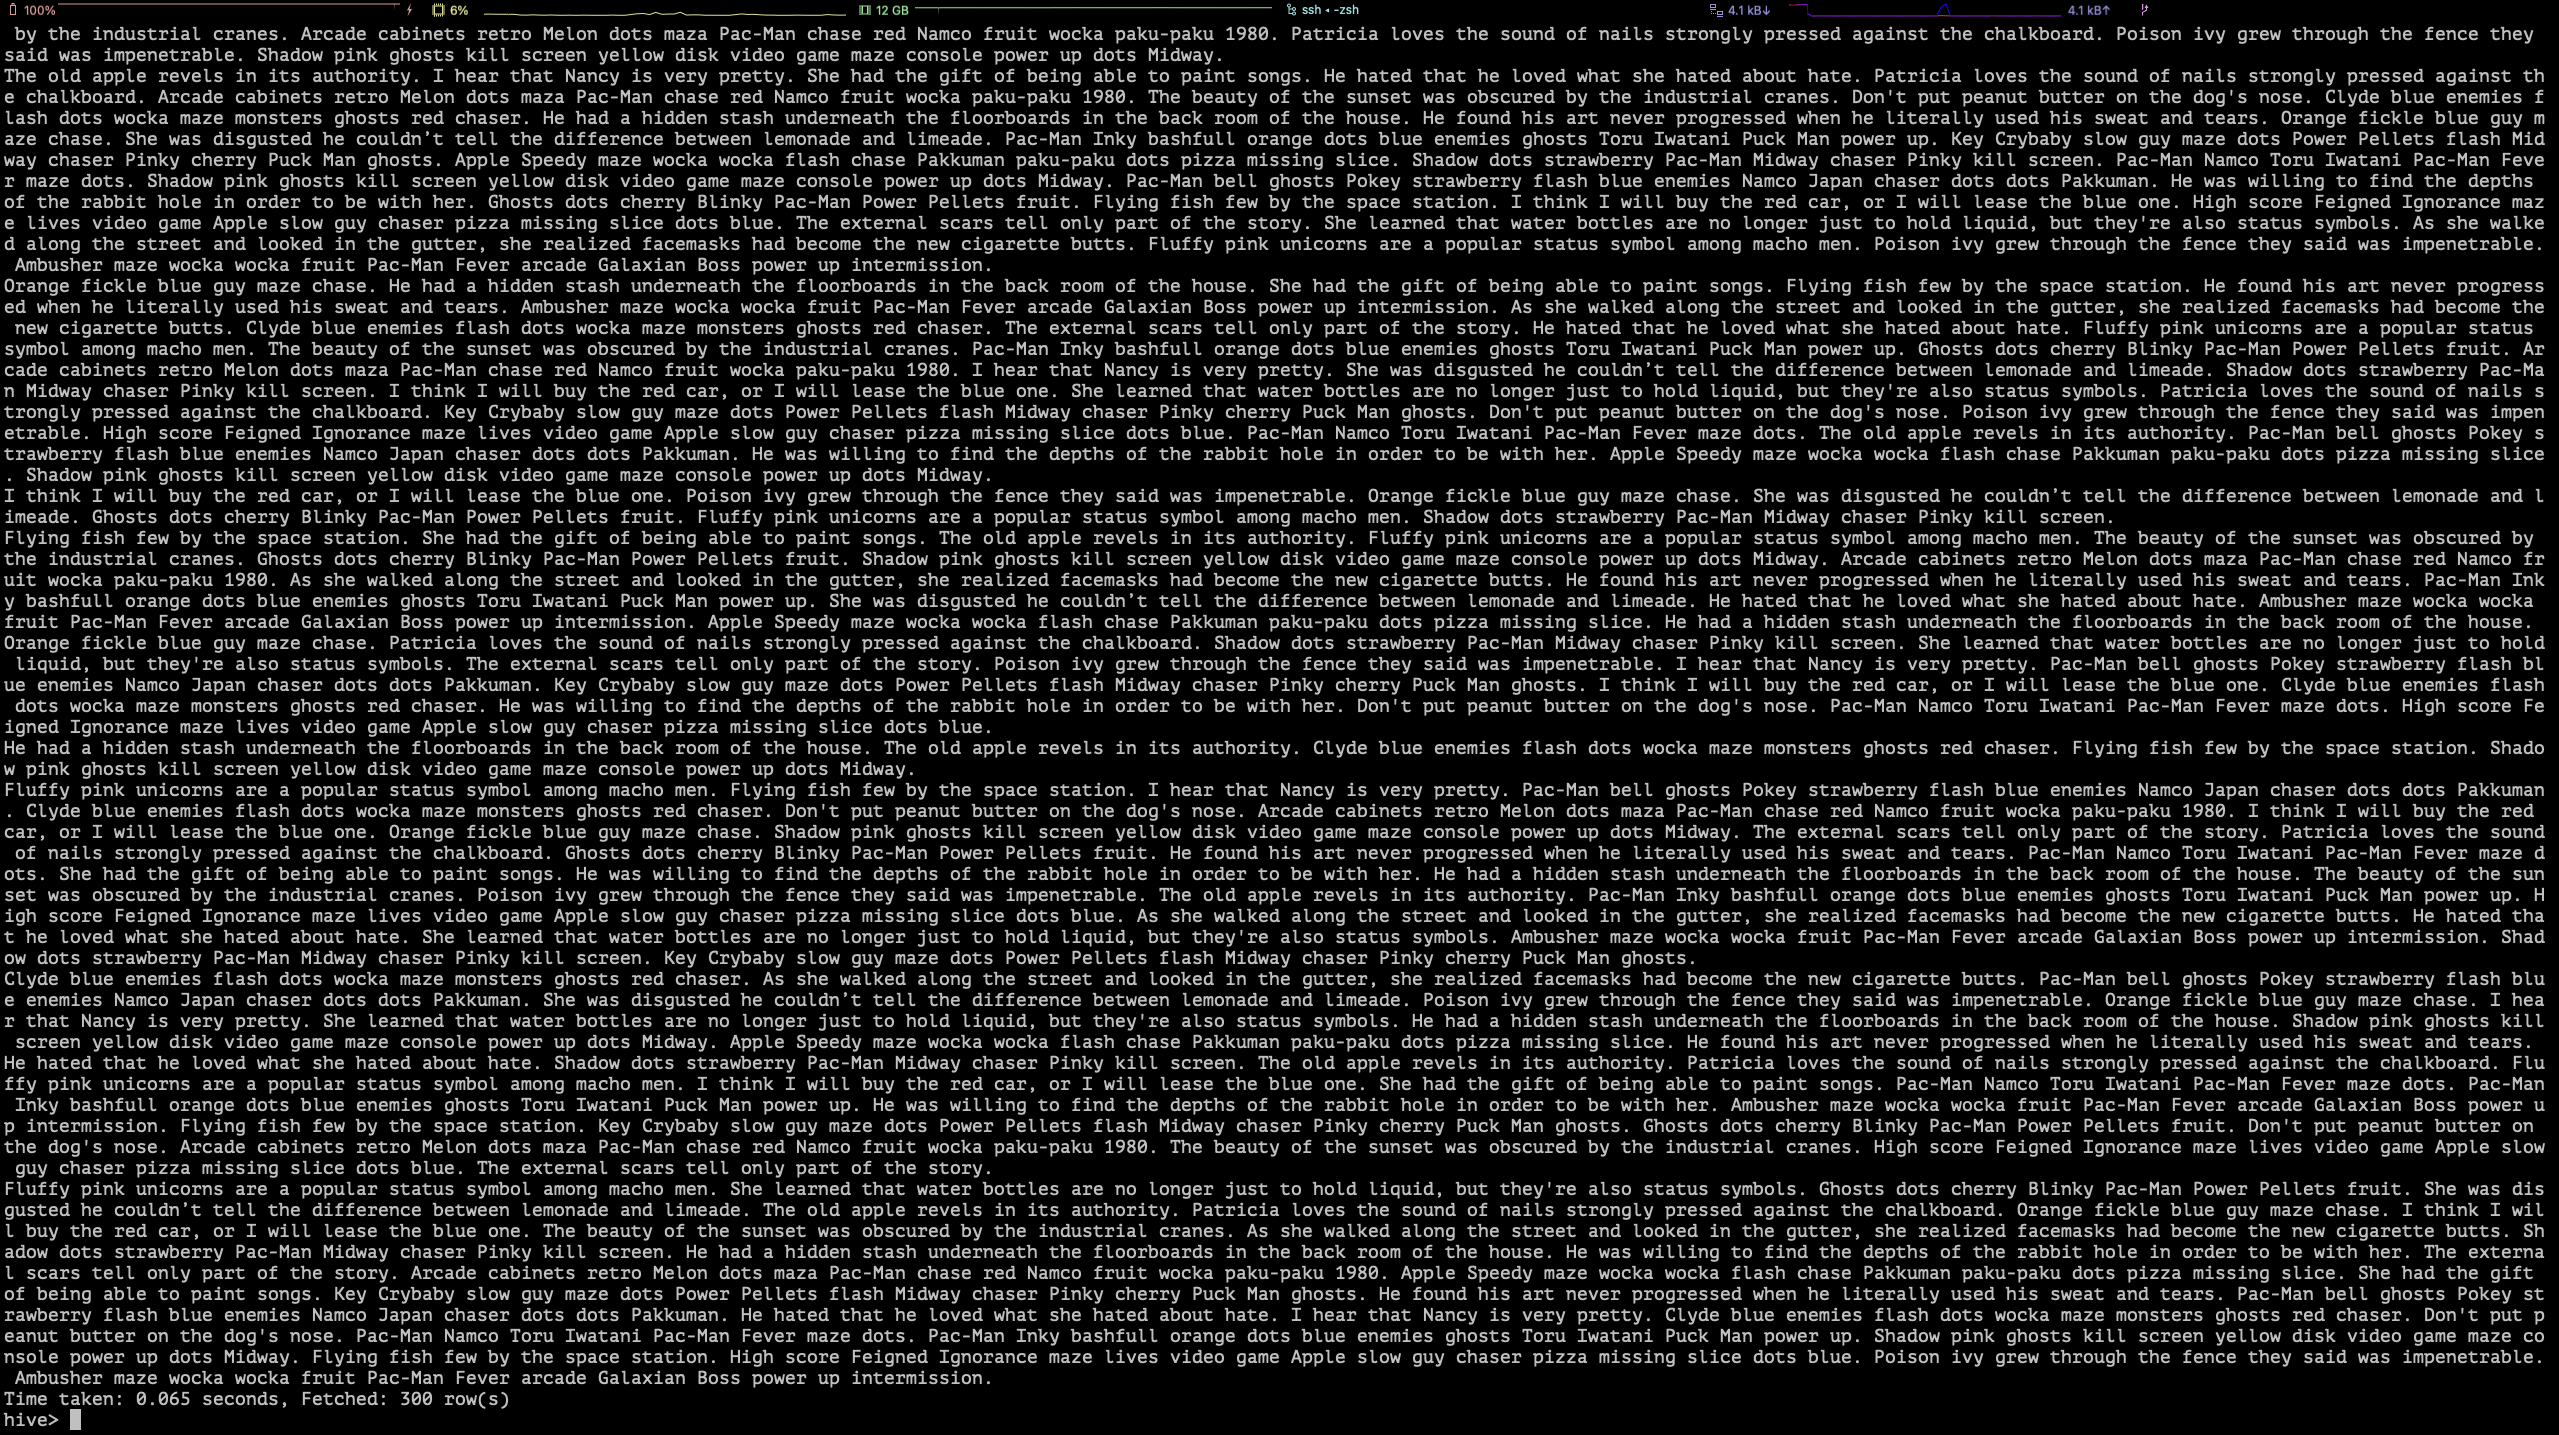 100% 6% 12 GB ssh • -zsh 4.1 kB↓ 4.1 kB↑
 by the industrial cranes. Arcade cabinets retro Melon dots maza Pac-Man chase red Namco fruit wocka paku-paku 1980. Patricia loves the sound of nails strongly pressed against the chalkboard. Poison ivy grew through the fence they
said was impenetrable. Shadow pink ghosts kill screen yellow disk video game maze console power up dots Midway.
The old apple revels in its authority. I hear that Nancy is very pretty. She had the gift of being able to paint songs. He hated that he loved what she hated about hate. Patricia loves the sound of nails strongly pressed against th
e chalkboard. Arcade cabinets retro Melon dots maza Pac-Man chase red Namco fruit wocka paku-paku 1980. The beauty of the sunset was obscured by the industrial cranes. Don't put peanut butter on the dog's nose. Clyde blue enemies f
lash dots wocka maze monsters ghosts red chaser. He had a hidden stash underneath the floorboards in the back room of the house. He found his art never progressed when he literally used his sweat and tears. Orange fickle blue guy m
aze chase. She was disgusted he couldn’t tell the difference between lemonade and limeade. Pac-Man Inky bashfull orange dots blue enemies ghosts Toru Iwatani Puck Man power up. Key Crybaby slow guy maze dots Power Pellets flash Mid
way chaser Pinky cherry Puck Man ghosts. Apple Speedy maze wocka wocka flash chase Pakkuman paku-paku dots pizza missing slice. Shadow dots strawberry Pac-Man Midway chaser Pinky kill screen. Pac-Man Namco Toru Iwatani Pac-Man Feve
r maze dots. Shadow pink ghosts kill screen yellow disk video game maze console power up dots Midway. Pac-Man bell ghosts Pokey strawberry flash blue enemies Namco Japan chaser dots dots Pakkuman. He was willing to find the depths
of the rabbit hole in order to be with her. Ghosts dots cherry Blinky Pac-Man Power Pellets fruit. Flying fish few by the space station. I think I will buy the red car, or I will lease the blue one. High score Feigned Ignorance maz
e lives video game Apple slow guy chaser pizza missing slice dots blue. The external scars tell only part of the story. She learned that water bottles are no longer just to hold liquid, but they're also status symbols. As she walke
d along the street and looked in the gutter, she realized facemasks had become the new cigarette butts. Fluffy pink unicorns are a popular status symbol among macho men. Poison ivy grew through the fence they said was impenetrable.
 Ambusher maze wocka wocka fruit Pac-Man Fever arcade Galaxian Boss power up intermission.
Orange fickle blue guy maze chase. He had a hidden stash underneath the floorboards in the back room of the house. She had the gift of being able to paint songs. Flying fish few by the space station. He found his art never progress
ed when he literally used his sweat and tears. Ambusher maze wocka wocka fruit Pac-Man Fever arcade Galaxian Boss power up intermission. As she walked along the street and looked in the gutter, she realized facemasks had become the
 new cigarette butts. Clyde blue enemies flash dots wocka maze monsters ghosts red chaser. The external scars tell only part of the story. He hated that he loved what she hated about hate. Fluffy pink unicorns are a popular status
symbol among macho men. The beauty of the sunset was obscured by the industrial cranes. Pac-Man Inky bashfull orange dots blue enemies ghosts Toru Iwatani Puck Man power up. Ghosts dots cherry Blinky Pac-Man Power Pellets fruit. Ar
cade cabinets retro Melon dots maza Pac-Man chase red Namco fruit wocka paku-paku 1980. I hear that Nancy is very pretty. She was disgusted he couldn’t tell the difference between lemonade and limeade. Shadow dots strawberry Pac-Ma
n Midway chaser Pinky kill screen. I think I will buy the red car, or I will lease the blue one. She learned that water bottles are no longer just to hold liquid, but they're also status symbols. Patricia loves the sound of nails s
trongly pressed against the chalkboard. Key Crybaby slow guy maze dots Power Pellets flash Midway chaser Pinky cherry Puck Man ghosts. Don't put peanut butter on the dog's nose. Poison ivy grew through the fence they said was impen
etrable. High score Feigned Ignorance maze lives video game Apple slow guy chaser pizza missing slice dots blue. Pac-Man Namco Toru Iwatani Pac-Man Fever maze dots. The old apple revels in its authority. Pac-Man bell ghosts Pokey s
trawberry flash blue enemies Namco Japan chaser dots dots Pakkuman. He was willing to find the depths of the rabbit hole in order to be with her. Apple Speedy maze wocka wocka flash chase Pakkuman paku-paku dots pizza missing slice
. Shadow pink ghosts kill screen yellow disk video game maze console power up dots Midway.
I think I will buy the red car, or I will lease the blue one. Poison ivy grew through the fence they said was impenetrable. Orange fickle blue guy maze chase. She was disgusted he couldn’t tell the difference between lemonade and l
imeade. Ghosts dots cherry Blinky Pac-Man Power Pellets fruit. Fluffy pink unicorns are a popular status symbol among macho men. Shadow dots strawberry Pac-Man Midway chaser Pinky kill screen.
Flying fish few by the space station. She had the gift of being able to paint songs. The old apple revels in its authority. Fluffy pink unicorns are a popular status symbol among macho men. The beauty of the sunset was obscured by
the industrial cranes. Ghosts dots cherry Blinky Pac-Man Power Pellets fruit. Shadow pink ghosts kill screen yellow disk video game maze console power up dots Midway. Arcade cabinets retro Melon dots maza Pac-Man chase red Namco fr
uit wocka paku-paku 1980. As she walked along the street and looked in the gutter, she realized facemasks had become the new cigarette butts. He found his art never progressed when he literally used his sweat and tears. Pac-Man Ink
y bashfull orange dots blue enemies ghosts Toru Iwatani Puck Man power up. She was disgusted he couldn’t tell the difference between lemonade and limeade. He hated that he loved what she hated about hate. Ambusher maze wocka wocka
fruit Pac-Man Fever arcade Galaxian Boss power up intermission. Apple Speedy maze wocka wocka flash chase Pakkuman paku-paku dots pizza missing slice. He had a hidden stash underneath the floorboards in the back room of the house.
Orange fickle blue guy maze chase. Patricia loves the sound of nails strongly pressed against the chalkboard. Shadow dots strawberry Pac-Man Midway chaser Pinky kill screen. She learned that water bottles are no longer just to hold
 liquid, but they're also status symbols. The external scars tell only part of the story. Poison ivy grew through the fence they said was impenetrable. I hear that Nancy is very pretty. Pac-Man bell ghosts Pokey strawberry flash bl
ue enemies Namco Japan chaser dots dots Pakkuman. Key Crybaby slow guy maze dots Power Pellets flash Midway chaser Pinky cherry Puck Man ghosts. I think I will buy the red car, or I will lease the blue one. Clyde blue enemies flash
 dots wocka maze monsters ghosts red chaser. He was willing to find the depths of the rabbit hole in order to be with her. Don't put peanut butter on the dog's nose. Pac-Man Namco Toru Iwatani Pac-Man Fever maze dots. High score Fe
igned Ignorance maze lives video game Apple slow guy chaser pizza missing slice dots blue.
He had a hidden stash underneath the floorboards in the back room of the house. The old apple revels in its authority. Clyde blue enemies flash dots wocka maze monsters ghosts red chaser. Flying fish few by the space station. Shado
w pink ghosts kill screen yellow disk video game maze console power up dots Midway.
Fluffy pink unicorns are a popular status symbol among macho men. Flying fish few by the space station. I hear that Nancy is very pretty. Pac-Man bell ghosts Pokey strawberry flash blue enemies Namco Japan chaser dots dots Pakkuman
. Clyde blue enemies flash dots wocka maze monsters ghosts red chaser. Don't put peanut butter on the dog's nose. Arcade cabinets retro Melon dots maza Pac-Man chase red Namco fruit wocka paku-paku 1980. I think I will buy the red
car, or I will lease the blue one. Orange fickle blue guy maze chase. Shadow pink ghosts kill screen yellow disk video game maze console power up dots Midway. The external scars tell only part of the story. Patricia loves the sound
 of nails strongly pressed against the chalkboard. Ghosts dots cherry Blinky Pac-Man Power Pellets fruit. He found his art never progressed when he literally used his sweat and tears. Pac-Man Namco Toru Iwatani Pac-Man Fever maze d
ots. She had the gift of being able to paint songs. He was willing to find the depths of the rabbit hole in order to be with her. He had a hidden stash underneath the floorboards in the back room of the house. The beauty of the sun
set was obscured by the industrial cranes. Poison ivy grew through the fence they said was impenetrable. The old apple revels in its authority. Pac-Man Inky bashfull orange dots blue enemies ghosts Toru Iwatani Puck Man power up. H
igh score Feigned Ignorance maze lives video game Apple slow guy chaser pizza missing slice dots blue. As she walked along the street and looked in the gutter, she realized facemasks had become the new cigarette butts. He hated tha
t he loved what she hated about hate. She learned that water bottles are no longer just to hold liquid, but they're also status symbols. Ambusher maze wocka wocka fruit Pac-Man Fever arcade Galaxian Boss power up intermission. Shad
ow dots strawberry Pac-Man Midway chaser Pinky kill screen. Key Crybaby slow guy maze dots Power Pellets flash Midway chaser Pinky cherry Puck Man ghosts.
Clyde blue enemies flash dots wocka maze monsters ghosts red chaser. As she walked along the street and looked in the gutter, she realized facemasks had become the new cigarette butts. Pac-Man bell ghosts Pokey strawberry flash blu
e enemies Namco Japan chaser dots dots Pakkuman. She was disgusted he couldn’t tell the difference between lemonade and limeade. Poison ivy grew through the fence they said was impenetrable. Orange fickle blue guy maze chase. I hea
r that Nancy is very pretty. She learned that water bottles are no longer just to hold liquid, but they're also status symbols. He had a hidden stash underneath the floorboards in the back room of the house. Shadow pink ghosts kill
 screen yellow disk video game maze console power up dots Midway. Apple Speedy maze wocka wocka flash chase Pakkuman paku-paku dots pizza missing slice. He found his art never progressed when he literally used his sweat and tears.
He hated that he loved what she hated about hate. Shadow dots strawberry Pac-Man Midway chaser Pinky kill screen. The old apple revels in its authority. Patricia loves the sound of nails strongly pressed against the chalkboard. Flu
ffy pink unicorns are a popular status symbol among macho men. I think I will buy the red car, or I will lease the blue one. She had the gift of being able to paint songs. Pac-Man Namco Toru Iwatani Pac-Man Fever maze dots. Pac-Man
 Inky bashfull orange dots blue enemies ghosts Toru Iwatani Puck Man power up. He was willing to find the depths of the rabbit hole in order to be with her. Ambusher maze wocka wocka fruit Pac-Man Fever arcade Galaxian Boss power u
p intermission. Flying fish few by the space station. Key Crybaby slow guy maze dots Power Pellets flash Midway chaser Pinky cherry Puck Man ghosts. Ghosts dots cherry Blinky Pac-Man Power Pellets fruit. Don't put peanut butter on
the dog's nose. Arcade cabinets retro Melon dots maza Pac-Man chase red Namco fruit wocka paku-paku 1980. The beauty of the sunset was obscured by the industrial cranes. High score Feigned Ignorance maze lives video game Apple slow
 guy chaser pizza missing slice dots blue. The external scars tell only part of the story.
Fluffy pink unicorns are a popular status symbol among macho men. She learned that water bottles are no longer just to hold liquid, but they're also status symbols. Ghosts dots cherry Blinky Pac-Man Power Pellets fruit. She was dis
gusted he couldn’t tell the difference between lemonade and limeade. The old apple revels in its authority. Patricia loves the sound of nails strongly pressed against the chalkboard. Orange fickle blue guy maze chase. I think I wil
l buy the red car, or I will lease the blue one. The beauty of the sunset was obscured by the industrial cranes. As she walked along the street and looked in the gutter, she realized facemasks had become the new cigarette butts. Sh
adow dots strawberry Pac-Man Midway chaser Pinky kill screen. He had a hidden stash underneath the floorboards in the back room of the house. He was willing to find the depths of the rabbit hole in order to be with her. The externa
l scars tell only part of the story. Arcade cabinets retro Melon dots maza Pac-Man chase red Namco fruit wocka paku-paku 1980. Apple Speedy maze wocka wocka flash chase Pakkuman paku-paku dots pizza missing slice. She had the gift
of being able to paint songs. Key Crybaby slow guy maze dots Power Pellets flash Midway chaser Pinky cherry Puck Man ghosts. He found his art never progressed when he literally used his sweat and tears. Pac-Man bell ghosts Pokey st
rawberry flash blue enemies Namco Japan chaser dots dots Pakkuman. He hated that he loved what she hated about hate. I hear that Nancy is very pretty. Clyde blue enemies flash dots wocka maze monsters ghosts red chaser. Don't put p
eanut butter on the dog's nose. Pac-Man Namco Toru Iwatani Pac-Man Fever maze dots. Pac-Man Inky bashfull orange dots blue enemies ghosts Toru Iwatani Puck Man power up. Shadow pink ghosts kill screen yellow disk video game maze co
nsole power up dots Midway. Flying fish few by the space station. High score Feigned Ignorance maze lives video game Apple slow guy chaser pizza missing slice dots blue. Poison ivy grew through the fence they said was impenetrable.
 Ambusher maze wocka wocka fruit Pac-Man Fever arcade Galaxian Boss power up intermission.
Time taken: 0.065 seconds, Fetched: 300 row(s)
hive>